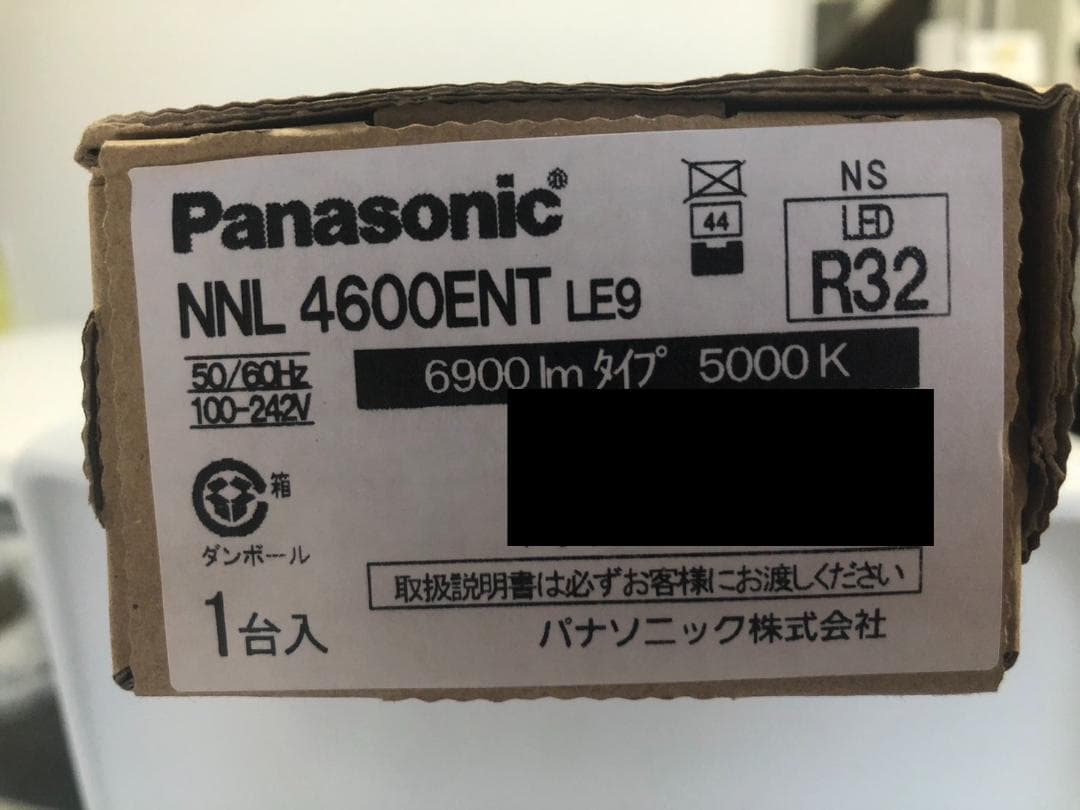 Panasonic®
NNL 4600ENT LE9
44
NS
LED
R32
50/60Hz
100-242V
6900 lm タイプ 5000K
箱
ダンボール
1台入
取扱説明書は必ずお客様にお渡しください
パナソニック株式会社